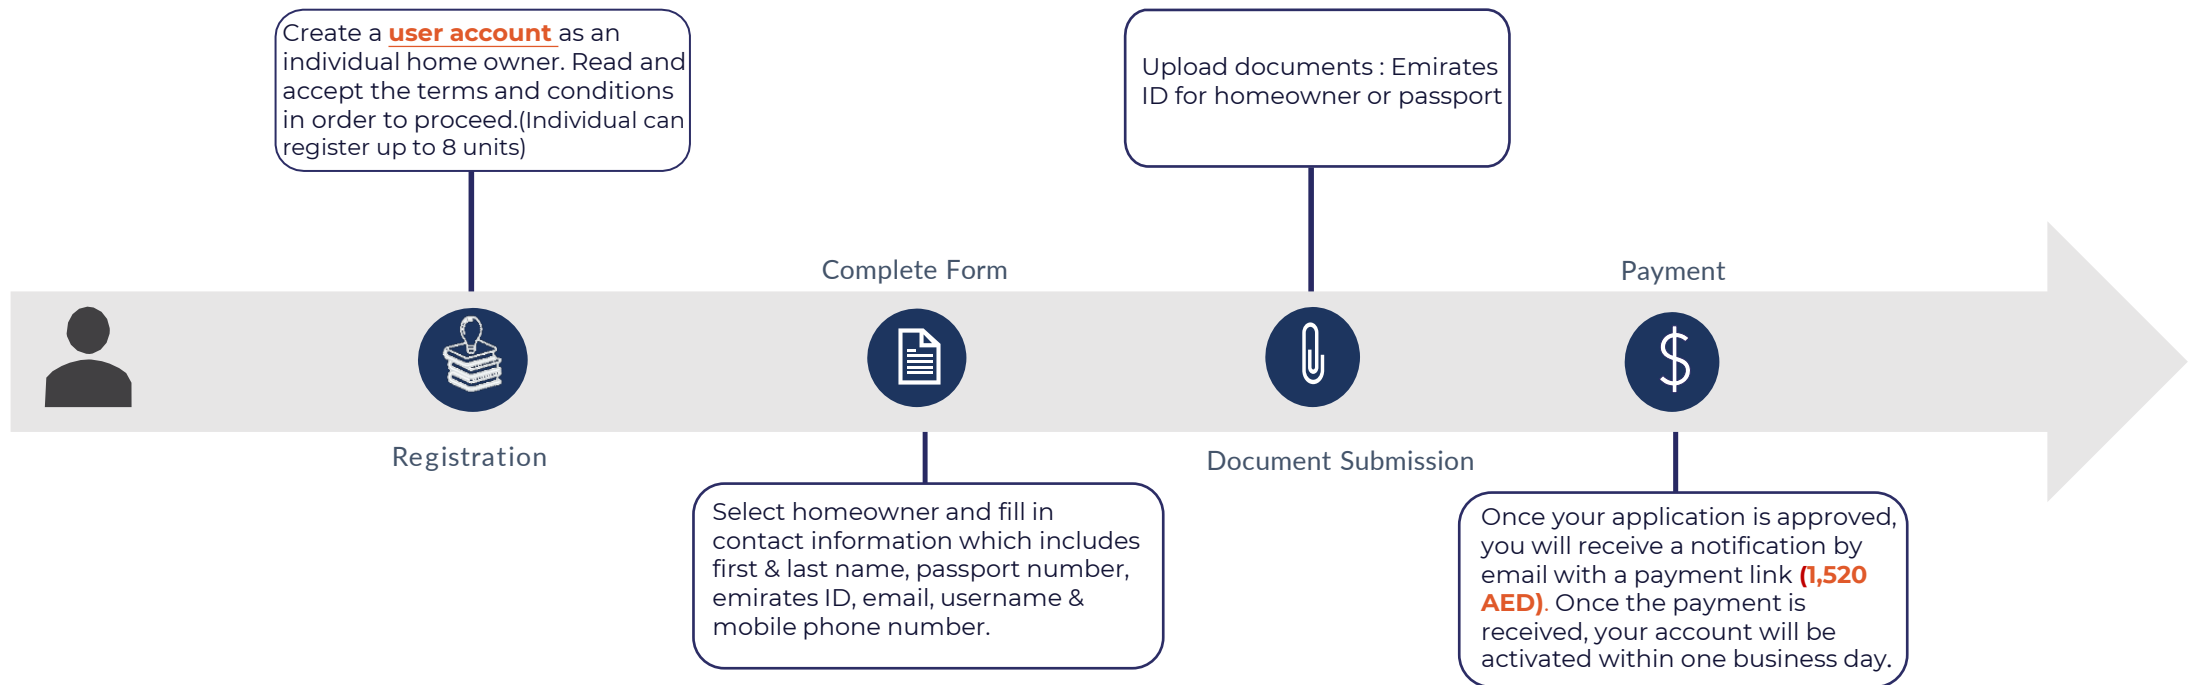 Create a user account as an
individual home owner. Read and
accept the terms and conditions
in order to proceed.(Individual can
register up to 8 units)
Registration
Complete Form
Select homeowner and fill in
contact information which includes
first & last name, passport number,
emirates ID, email, username &
mobile phone number.
Upload documents : Emirates
ID for homeowner or passport
Document Submission
Payment
Once your application is approved,
you will receive a notification by
email with a payment link (1,520
AED). Once the payment is
received, your account will be
activated within one business day.